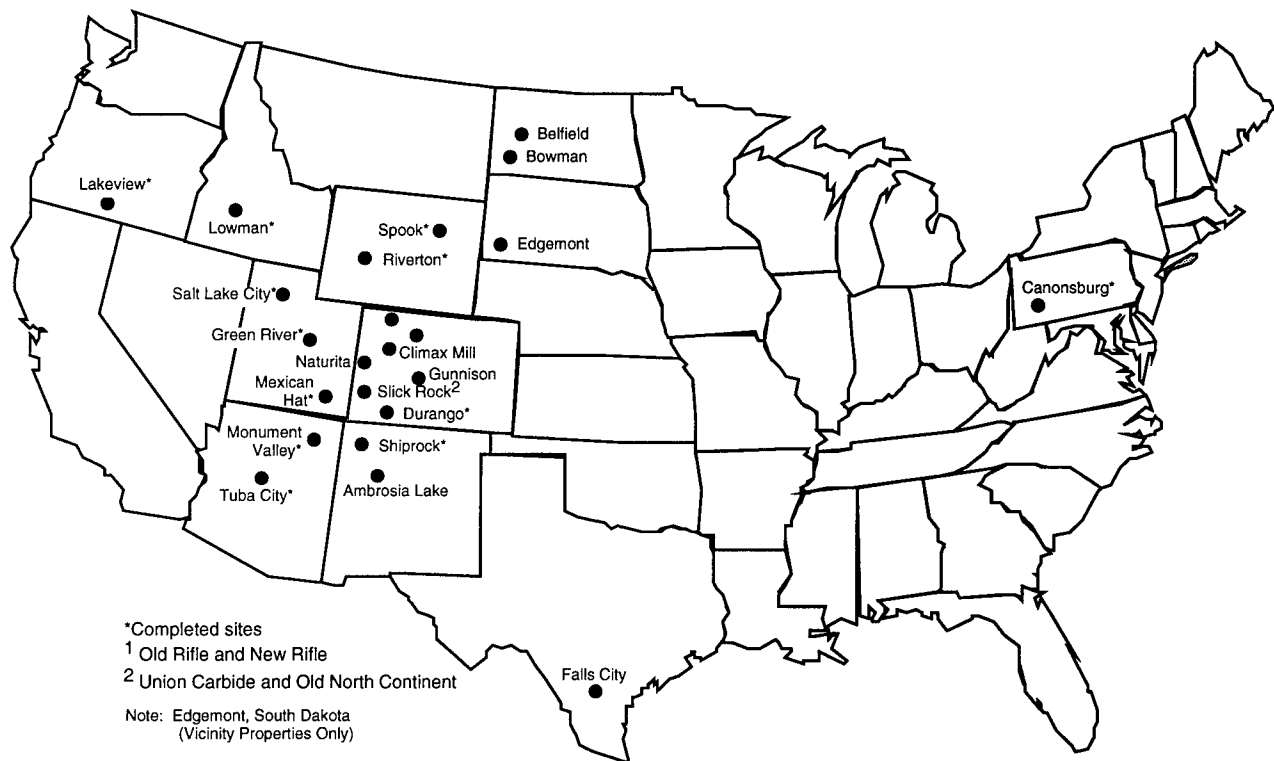 Belfield
Bowman
Lakeview*
Lowman*
Spook*
Riverton*
Edgemont
Salt Lake City*
Canonsburg*
Green River*
Climax Mill
Naturita
Gunnison
Mexican
Hat*
Slick Rock2
Durango*
Monument
Valley*
Shiprock*
Tuba City*
Ambrosia Lake
*Completed sites
1 Old Rifle and New Rifle
2 Union Carbide and Old North Continent
Falls City
Note: Edgemont, South Dakota
(Vicinity Properties Only)